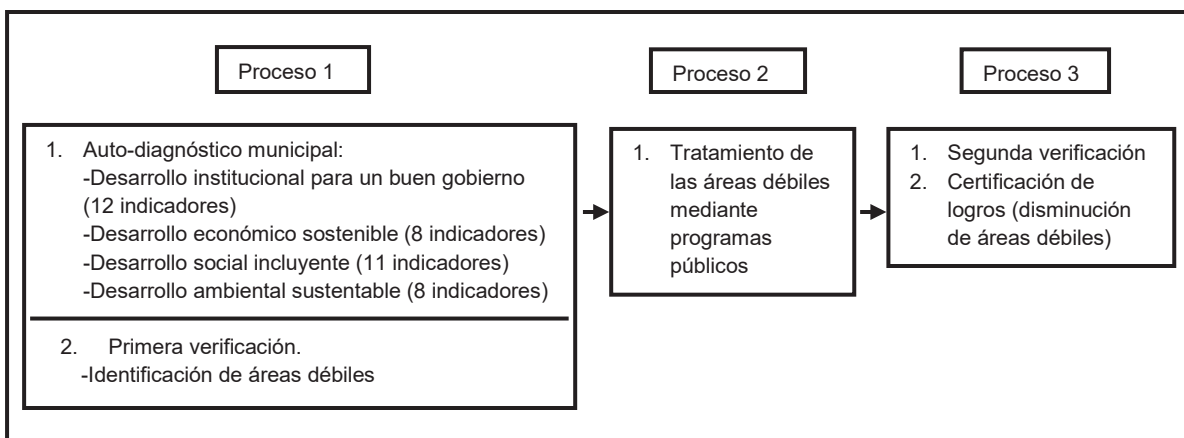 Proceso 1
1. Auto-diagnóstico municipal:
-Desarrollo institucional para un buen gobierno
(12 indicadores)
-Desarrollo económico sostenible (8 indicadores)
-Desarrollo social incluyente (11 indicadores)
-Desarrollo ambiental sustentable (8 indicadores)
2. Primera verificación.
-Identificación de áreas débiles
Proceso 2
1. Tratamiento de
las áreas débiles
mediante
programas
públicos
Proceso 3
1. Segunda verificación
2. Certificación de
logros (disminución
de áreas débiles)